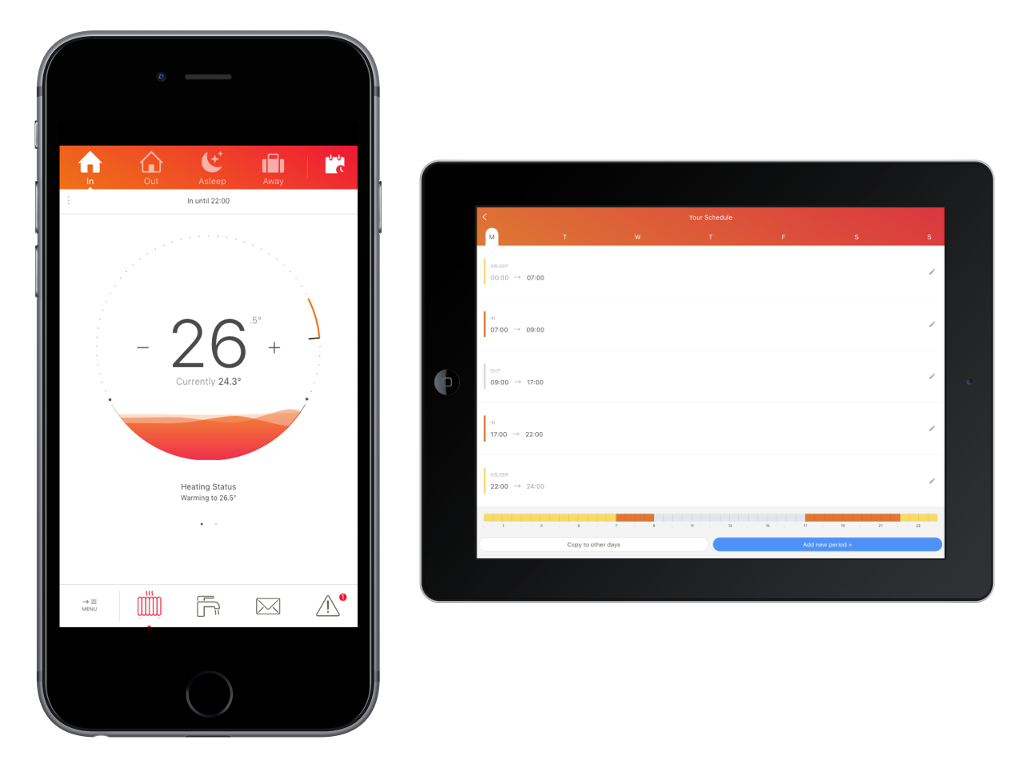 In Out Asleep Away
In until 22:00
26 .5°
Currently 24.3°
Heating Status
Warming to 26.5°
MENU
1
Your Schedule
M T W T F S S
ASLEEP
00:00 → 07:00
IN
07:00 → 09:00
OUT
09:00 → 17:00
IN
17:00 → 22:00
ASLEEP
22:00 → 24:00
1 3 5 7 9 11 13 15 17 19 21 23
Copy to other days
Add new period +